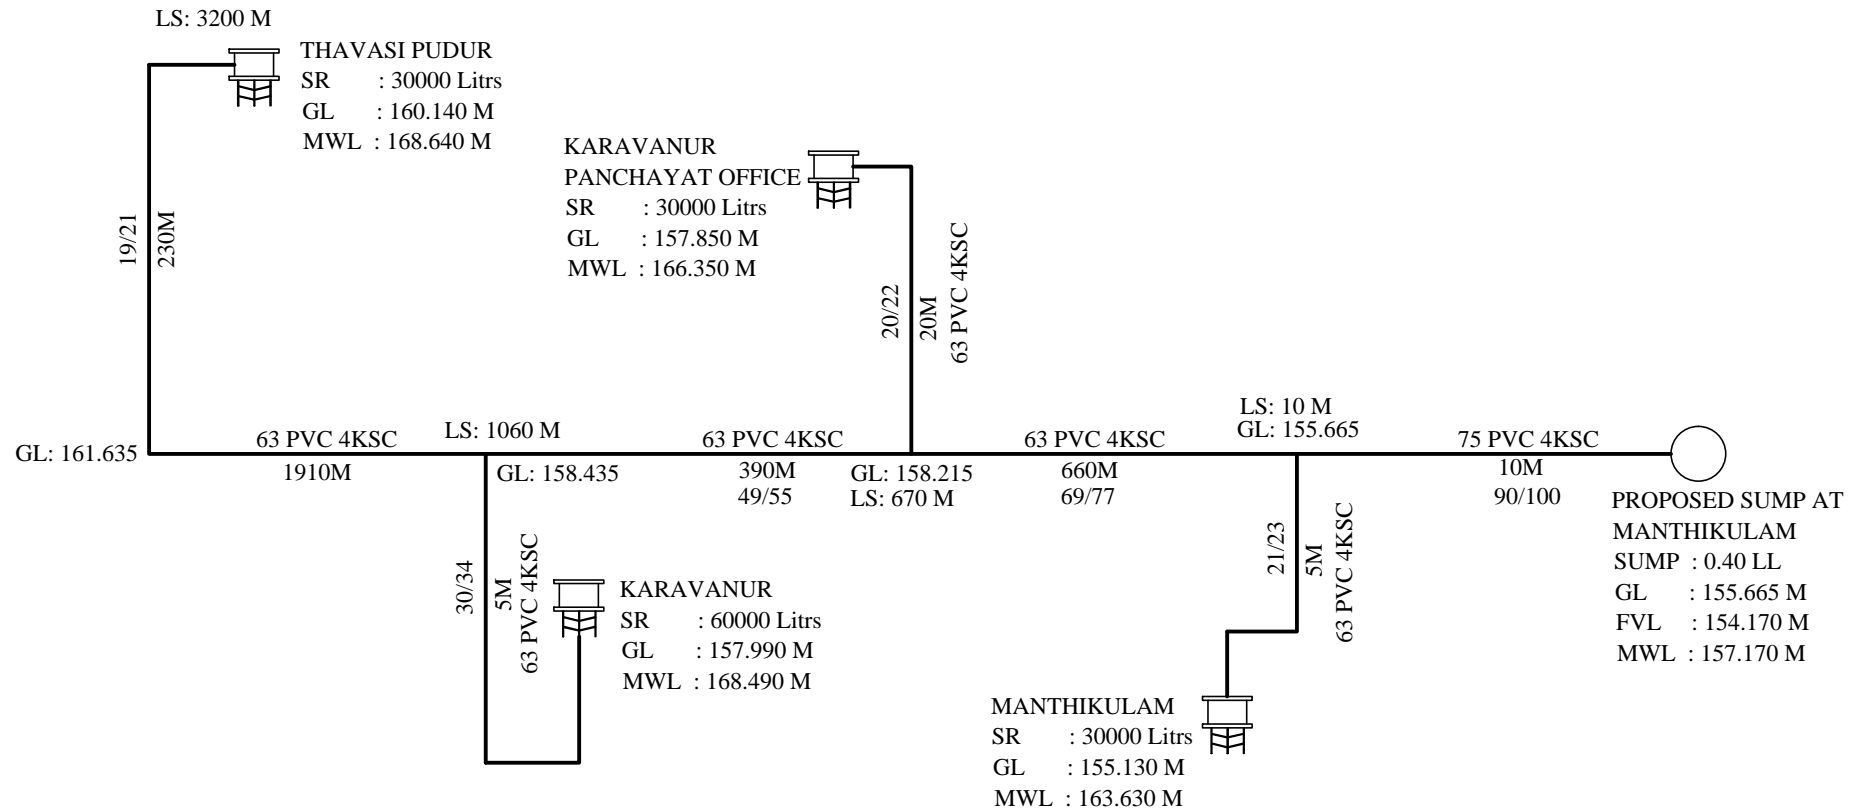 LS: 3200 M
THAVASI PUDUR
SR : 30000 Litrs
GL : 160.140 M
MWL : 168.640 M
19/21
230M
KARAVANUR
PANCHAYAT OFFICE
SR : 30000 Litrs
GL : 157.850 M
MWL : 166.350 M
20/22
20M
63 PVC 4KSC
GL: 161.635
63 PVC 4KSC
1910M
LS: 1060 M
GL: 158.435
63 PVC 4KSC
390M
49/55
GL: 158.215
LS: 670 M
63 PVC 4KSC
660M
69/77
LS: 10 M
GL: 155.665
75 PVC 4KSC
10M
90/100
PROPOSED SUMP AT
MANTHIKULAM
SUMP : 0.40 LL
GL : 155.665 M
FVL : 154.170 M
MWL : 157.170 M
30/34
5M
63 PVC 4KSC
KARAVANUR
SR : 60000 Litrs
GL : 157.990 M
MWL : 168.490 M
21/23
5M
63 PVC 4KSC
MANTHIKULAM
SR : 30000 Litrs
GL : 155.130 M
MWL : 163.630 M